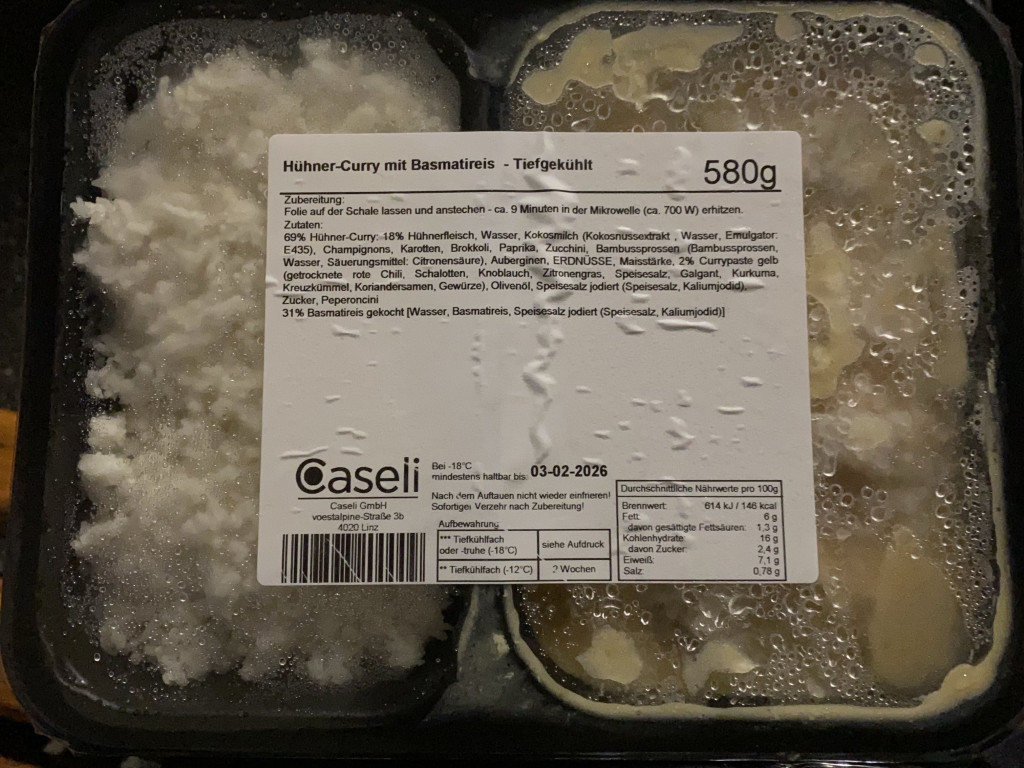 Hühner-Curry mit Basmatireis - Tiefgekühlt
580g
Zubereitung:
Folie auf der Schale lassen und anstechen - ca. 9 Minuten in der Mikrowelle (ca. 700 W) erhitzen.
Zutaten:
69% Hühner-Curry: 18% Hühnerfleisch, Wasser, Kokosmilch (Kokosnussextrakt , Wasser, Emulgator:
E435), Champignons, Karotten, Brokkoli, Paprika, Zucchini, Bambussprossen (Bambussprossen,
Wasser, Säuerungsmittel: Citronensäure), Auberginen, ERDNÜSSE, Maisstärke, 2% Currypaste gelb
(getrocknete rote Chili, Schalotten, Knoblauch, Zitronengras, Speisesalz, Galgant, Kurkuma,
Kreuzkümmel, Koriandersamen, Gewürze), Olivenöl, Speisesalz jodiert (Speisesalz, Kaliumjodid),
Zucker, Peperoncini
31% Basmatireis gekocht [Wasser, Basmatireis, Speisesalz jodiert (Speisesalz, Kaliumjodid)]
Caseli
Caseli GmbH
voestalpine-Straße 3b
4020 Linz
Bei -18°C
mindestens haltbar bis: 03-02-2026
Nach dem Auftauen nicht wieder einfrieren!
Sofortiger Verzehr nach Zubereitung!
Aufbewahrung
*** Tiefkühlfach
oder -truhe (-18°C)
siehe Aufdruck
** Tiefkühlfach (-12°C)
2 Wochen
Durchschnittliche Nährwerte pro 100g
Brennwert: 614 kJ / 146 kcal
Fett: 6 g
davon gesättigte Fettsäuren: 1,3 g
Kohlenhydrate: 16 g
davon Zucker: 2,4 g
Eiweiß: 7,1 g
Salz: 0,78 g